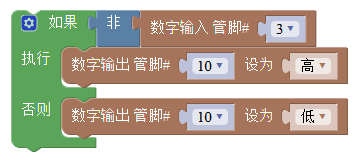 如果 非 数字输入 管脚# 3
执行 数字输出 管脚# 10 设为 高
否则 数字输出 管脚# 10 设为 低